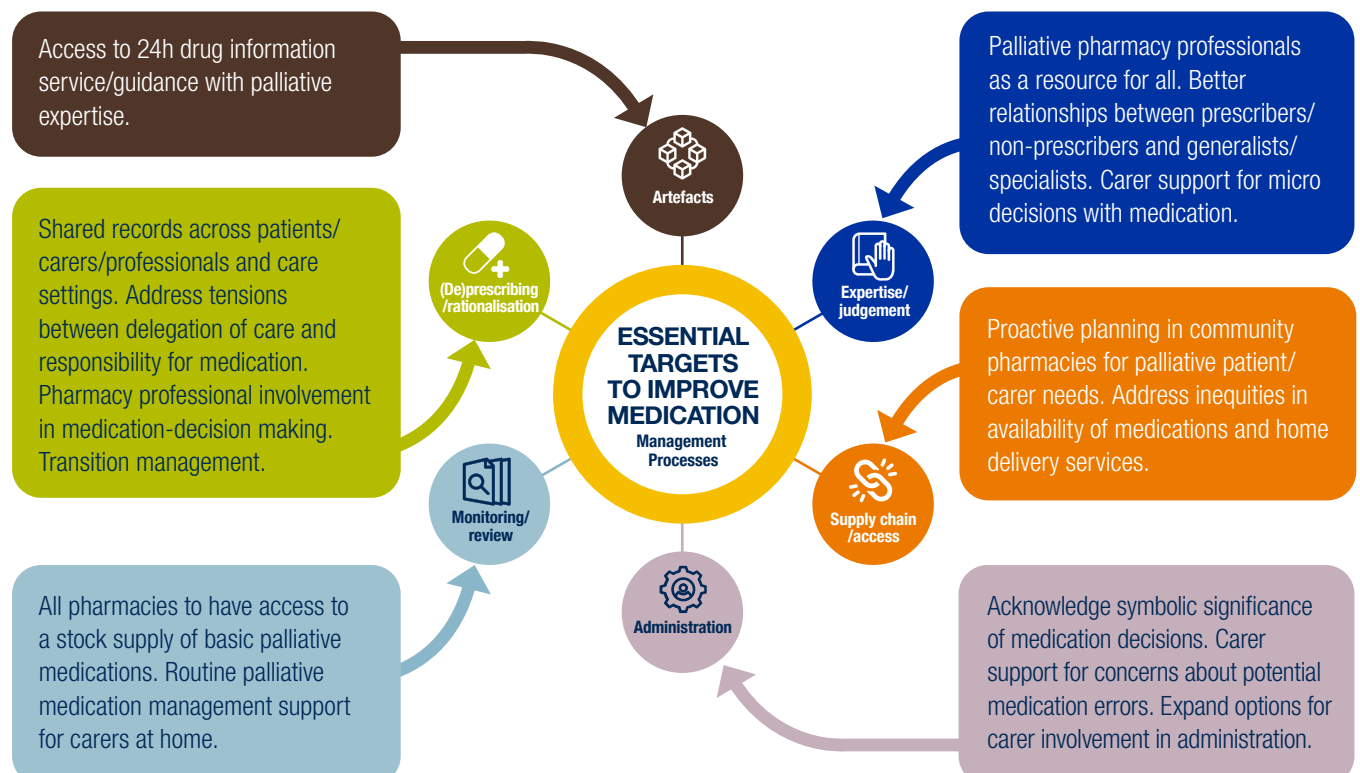 Access to 24h drug information
service/guidance with palliative
expertise.
Artefacts
Palliative pharmacy professionals
as a resource for all. Better
relationships between prescribers/
non-prescribers and generalists/
specialists. Carer support for micro
decisions with medication.
Shared records across patients/
carers/professionals and care
settings. Address tensions
between delegation of care and
responsibility for medication.
Pharmacy professional involvement
in medication-decision making.
Transition management.
(De)prescribing
/rationalisation
Expertise/
judgement
ESSENTIAL
TARGETS
TO IMPROVE
MEDICATION
Management
Processes
Proactive planning in community
pharmacies for palliative patient/
carer needs. Address inequities in
availability of medications and home
delivery services.
Monitoring/
review
Supply chain
/access
All pharmacies to have access to
a stock supply of basic palliative
medications. Routine palliative
medication management support
for carers at home.
Administration
Acknowledge symbolic significance
of medication decisions. Carer
support for concerns about potential
medication errors. Expand options for
carer involvement in administration.